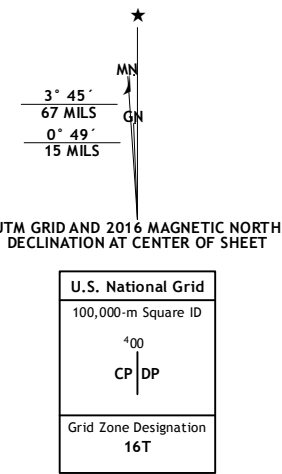 ★
MN
3° 45´
67 MILS
GN
0° 49´
15 MILS
UTM GRID AND 2016 MAGNETIC NORTH
DECLINATION AT CENTER OF SHEET
U.S. National Grid
100,000-m Square ID
⁴00
CP DP
Grid Zone Designation
16T